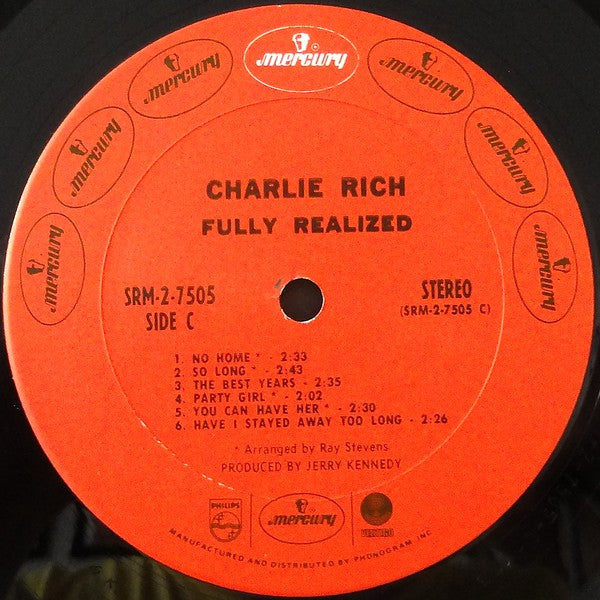 mercury
mercury
mercury
mercury
mercury
mercury
mercury
CHARLIE RICH
FULLY REALIZED
SRM-2-7505
SIDE C
STEREO
(SRM-2-7505 C)
1. NO HOME * - 2:33
2. SO LONG * - 2:43
3. THE BEST YEARS - 2:35
4. PARTY GIRL * - 2:02
5. YOU CAN HAVE HER * - 2:30
6. HAVE I STAYED AWAY TOO LONG - 2:26
* Arranged by Ray Stevens
PRODUCED BY JERRY KENNEDY
PHILIPS
mercury
VERTIGO
MANUFACTURED AND DISTRIBUTED BY PHONOGRAM, INC.